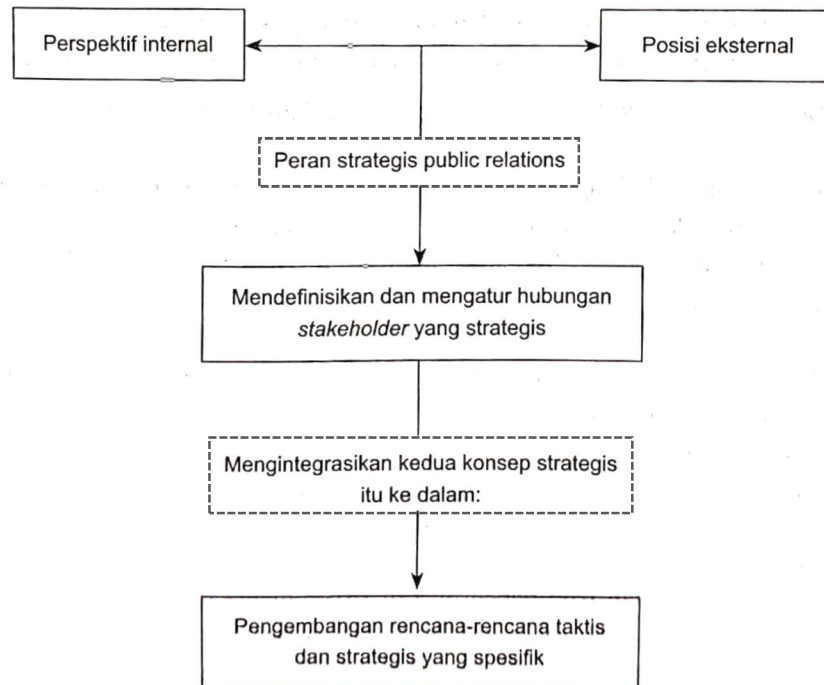 Perspektif internal
Posisi eksternal
Peran strategis public relations
Mendefinisikan dan mengatur hubungan
stakeholder yang strategis
Mengintegrasikan kedua konsep strategis
itu ke dalam:
Pengembangan rencana-rencana taktis
dan strategis yang spesifik